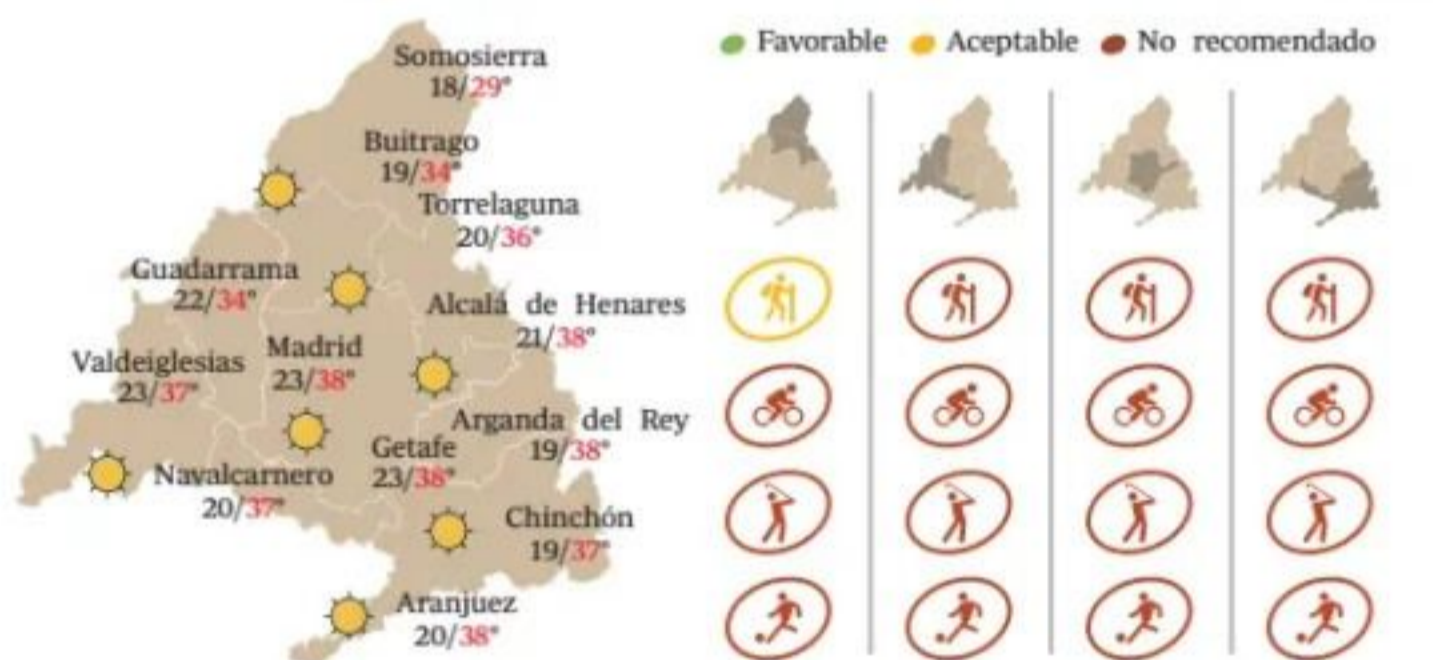 Somosierra
18/29°
Buitrago
19/34°
Torrelaguna
20/36°
Guadarrama
22/34°
Alcalá de Henares
21/38°
Valdeiglesias
23/37°
Madrid
23/38°
Arganda del Rey
19/38°
Getafe
23/38°
Navalcarnero
20/37°
Chinchón
19/37°
Aranjuez
20/38°
Favorable Aceptable No recomendado